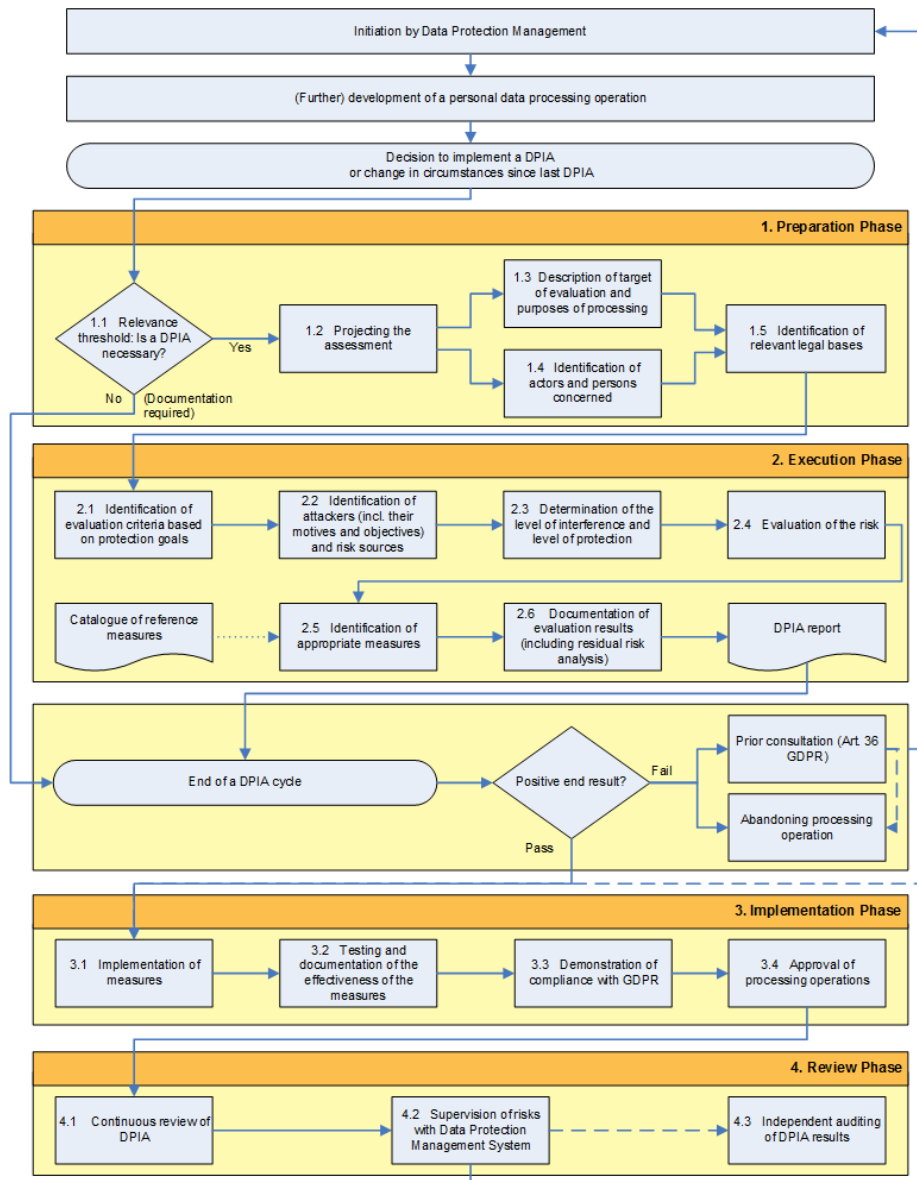 Initiation by Data Protection Management
(Further) development of a personal data processing operation
Decision to implement a DPIA
or change in circumstances since last DPIA
1. Preparation Phase
1.1 Relevance
threshold: Is a DPIA
necessary?
Yes
No
(Documentation
required)
1.2 Projecting the
assessment
1.3 Description of target
of evaluation and
purposes of processing
1.4 Identification of
actors and persons
concerned
1.5 Identification of
relevant legal bases
2. Execution Phase
2.1 Identification of
evaluation criteria based
on protection goals
2.2 Identification of
attackers (incl. their
motives and objectives)
and risk sources
2.3 Determination of the
level of interference and
level of protection
2.4 Evaluation of the risk
Catalogue of reference
measures
2.5 Identification of
appropriate measures
2.6 Documentation of
evaluation results
(including residual risk
analysis)
DPIA report
End of a DPIA cycle
Positive end result?
Fail
Pass
Prior consultation (Art. 36
GDPR)
Abandoning processing
operation
3. Implementation Phase
3.1 Implementation of
measures
3.2 Testing and
documentation of the
effectiveness of the
measures
3.3 Demonstration of
compliance with GDPR
3.4 Approval of
processing operations
4. Review Phase
4.1 Continuous review of
DPIA
4.2 Supervision of risks
with Data Protection
Management System
4.3 Independent auditing
of DPIA results